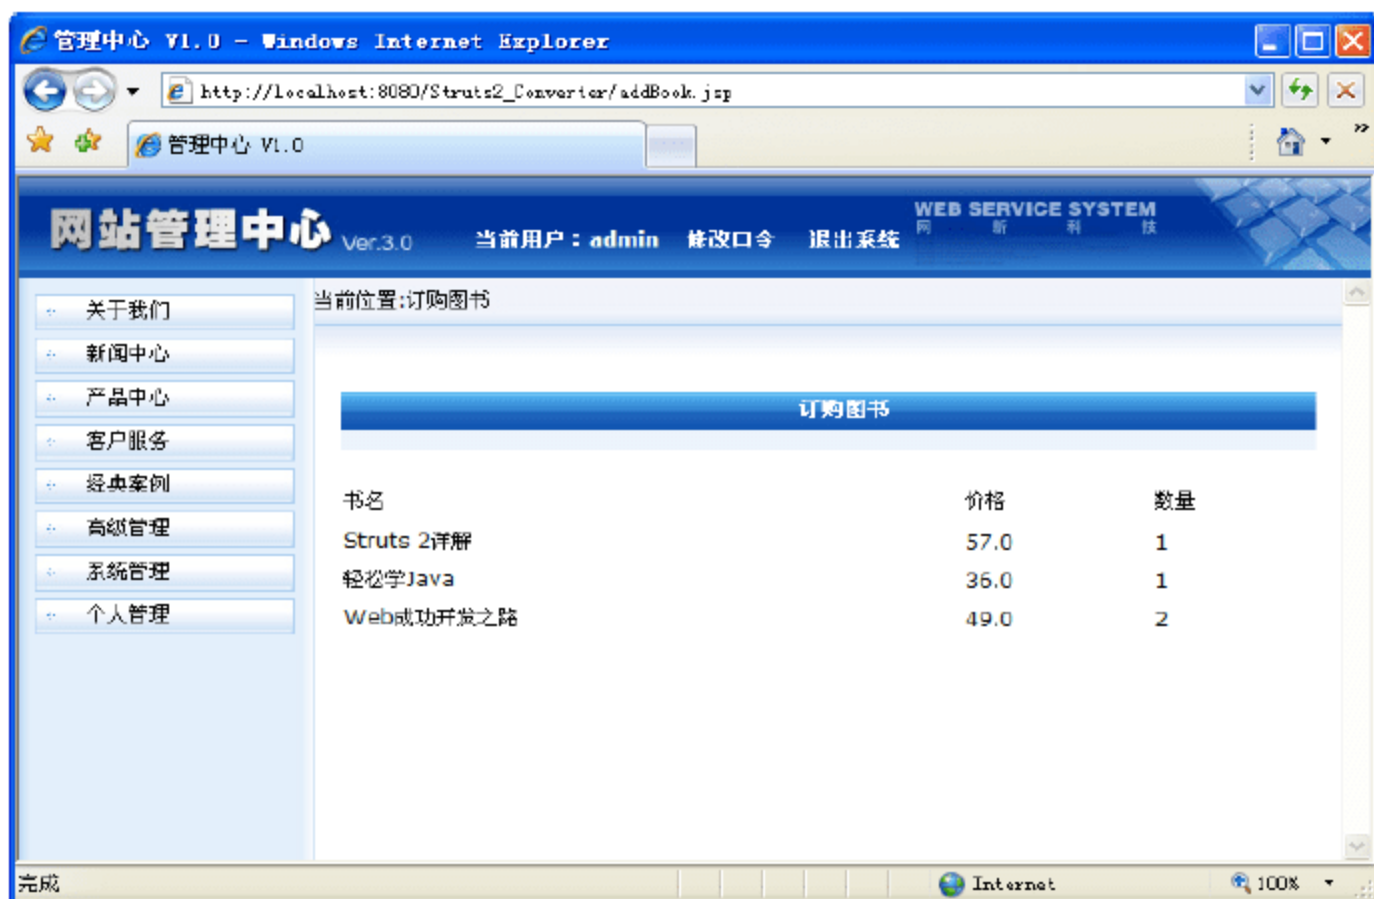 管理中心 V1.0 - Windows Internet Explorer
http://localhost:8080/Struts2_Converter/addBook.jsp
管理中心 V1.0
网站管理中心 Ver.3.0 当前用户：admin 修改口令 退出系统
WEB SERVICE SYSTEM
网 新 科 技
当前位置:订购图书
关于我们
新闻中心
产品中心
客户服务
经典案例
高级管理
系统管理
个人管理
订购图书
书名 价格 数量
Struts 2详解 57.0 1
轻松学Java 36.0 1
Web成功开发之路 49.0 2
完成 Internet 100%